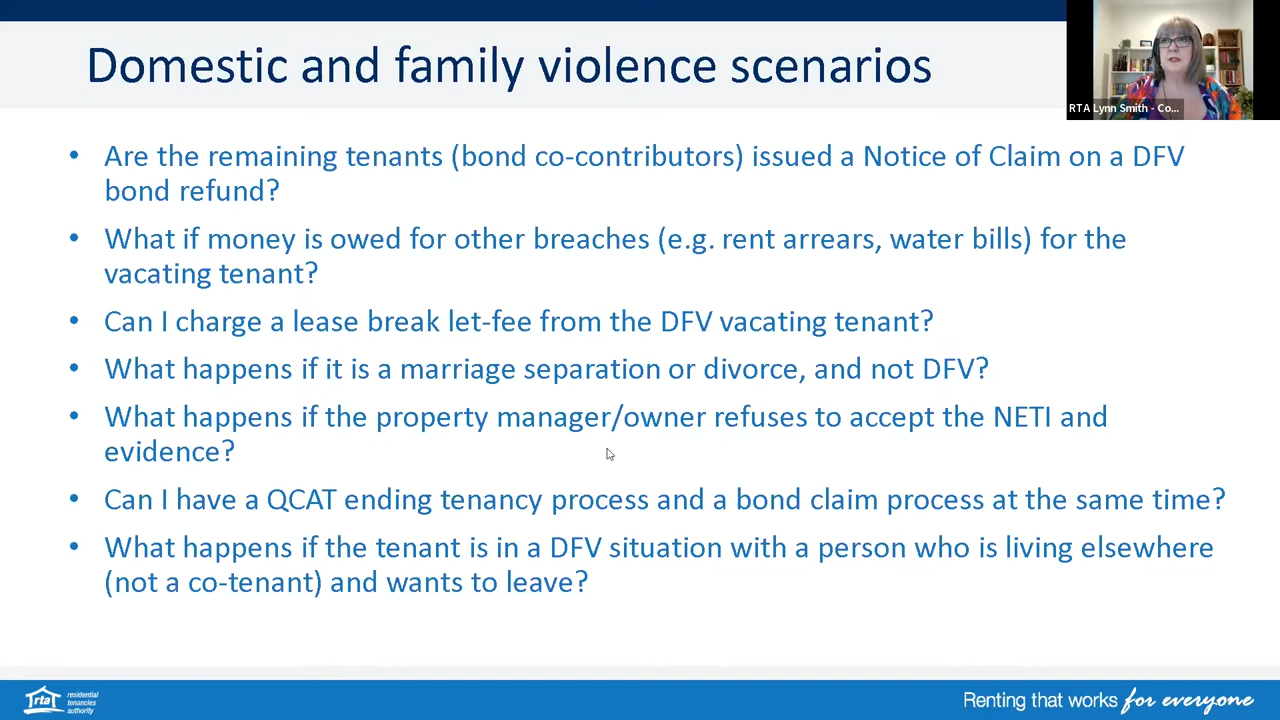 Domestic and family violence scenarios
RTA Lynn Smith - Co...
• Are the remaining tenants (bond co-contributors) issued a Notice of Claim on a DFV
bond refund?
• What if money is owed for other breaches (e.g. rent arrears, water bills) for the
vacating tenant?
• Can I charge a lease break let-fee from the DFV vacating tenant?
• What happens if it is a marriage separation or divorce, and not DFV?
• What happens if the property manager/owner refuses to accept the NETI and
evidence?
• Can I have a QCAT ending tenancy process and a bond claim process at the same time?
• What happens if the tenant is in a DFV situation with a person who is living elsewhere
(not a co-tenant) and wants to leave?
rta
residential
tenancies
authority
Renting that works for everyone